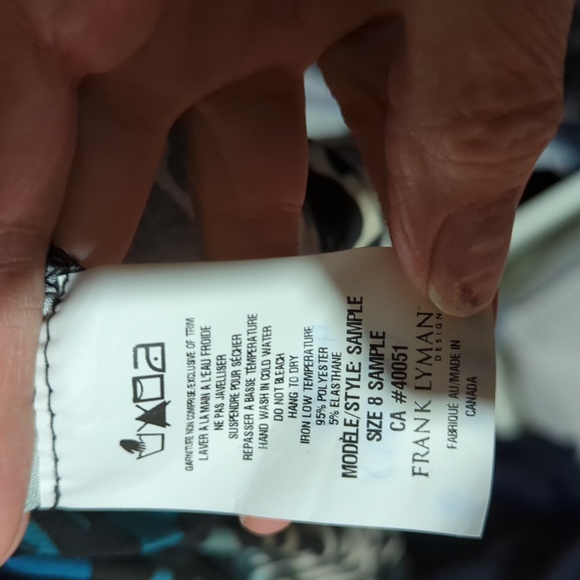 GARNITURE NON COMPRISE/EXCLUSIVE OF TRIM
LAVER À LA MAIN A L'EAU FROIDE
NE PAS JAVELLISER
SUSPENDRE POUR SÉCHER
REPASSER A BASSE TEMPÉRATURE
HAND WASH IN COLD WATER
DO NOT BLEACH
HANG TO DRY
IRON LOW TEMPERATURE
95% POLYESTER
5% ELASTHANE
MODÈLE/STYLE: SAMPLE
SIZE 8 SAMPLE
CA #40051
FRANK LYMAN
DESIGN
FABRIQUÉ AU/MADE IN
CANADA